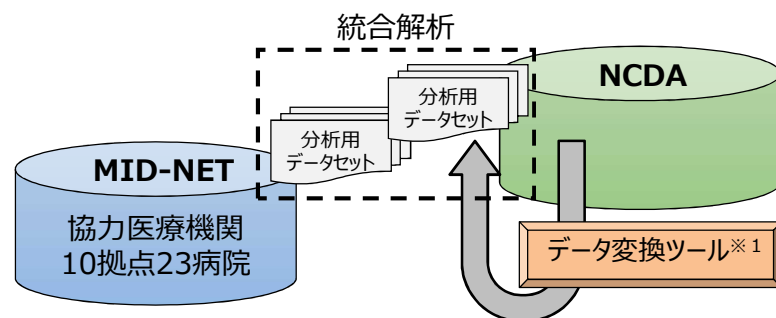 統合解析
NCDA
分析用
データセット
分析用
データセット
MID-NET
協力医療機関
10拠点23病院
データ変換ツール※1